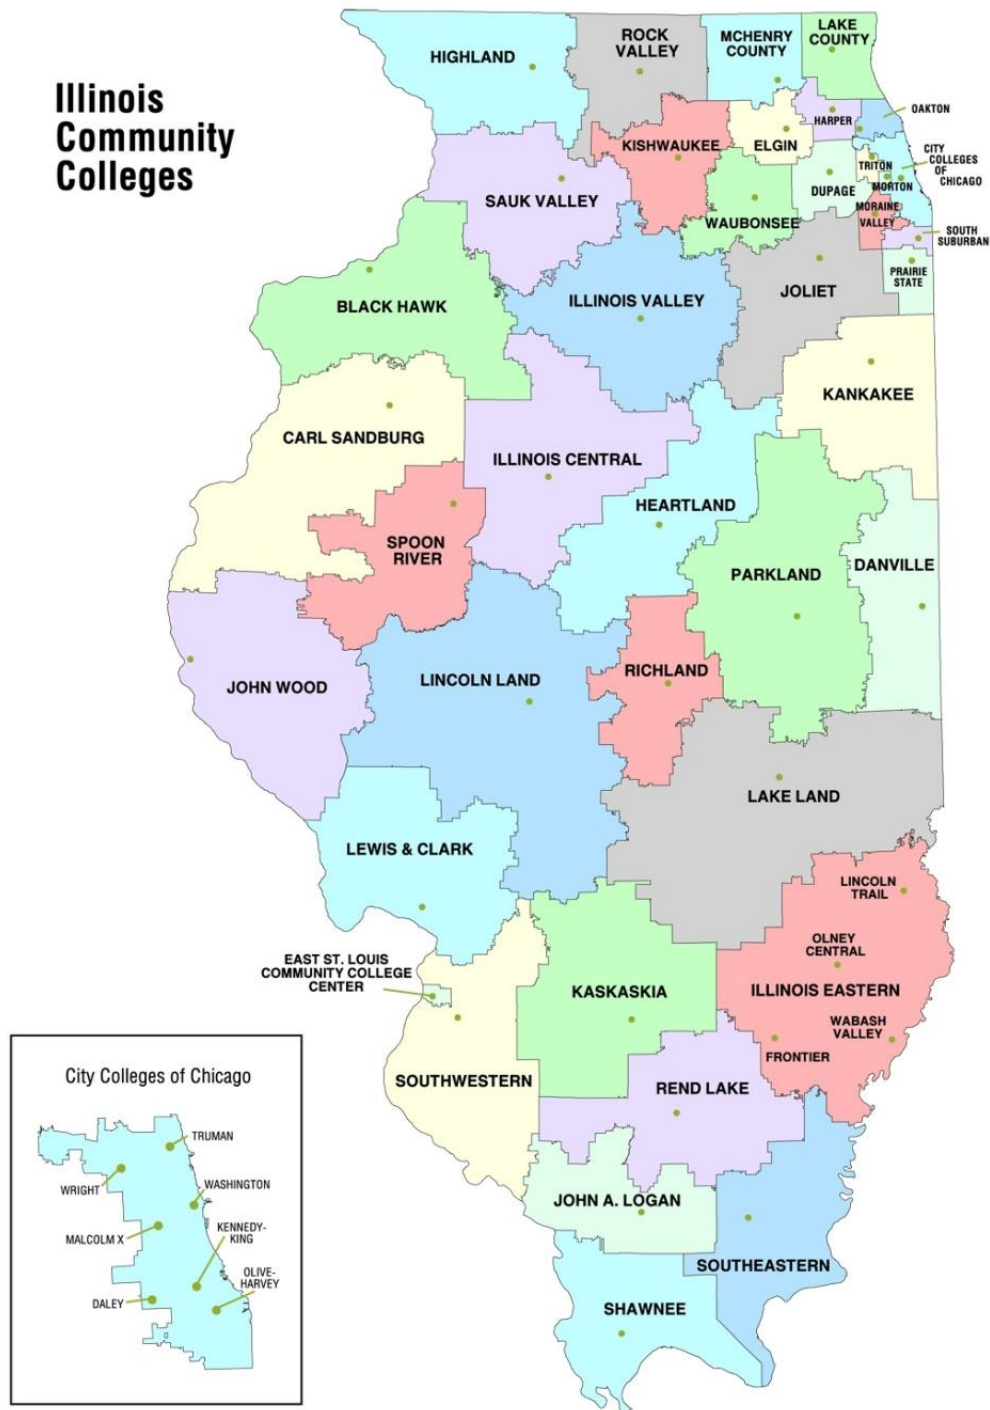 Illinois
Community
Colleges
HIGHLAND
ROCK
VALLEY
MCHENRY
COUNTY
LAKE
COUNTY
HARPER
OAKTON
KISHWAUKEE
ELGIN
CITY
COLLEGES
OF
CHICAGO
TRITON
MORTON
DUPAGE
SAUK VALLEY
WAUBONSEE
MORAINE
VALLEY
SOUTH
SUBURBAN
PRAIRIE
STATE
BLACK HAWK
ILLINOIS VALLEY
JOLIET
KANKAKEE
CARL SANDBURG
ILLINOIS CENTRAL
HEARTLAND
SPOON
RIVER
PARKLAND
DANVILLE
JOHN WOOD
LINCOLN LAND
RICHLAND
LAKE LAND
LEWIS & CLARK
LINCOLN
TRAIL
OLNEY
CENTRAL
EAST ST. LOUIS
COMMUNITY COLLEGE
CENTER
KASKASKIA
ILLINOIS EASTERN
WABASH
VALLEY
FRONTIER
SOUTHWESTERN
REND LAKE
JOHN A. LOGAN
SOUTHEASTERN
SHAWNEE
City Colleges of Chicago
TRUMAN
WRIGHT
WASHINGTON
MALCOLM X
KENNEDY-
KING
OLIVE-
HARVEY
DALEY